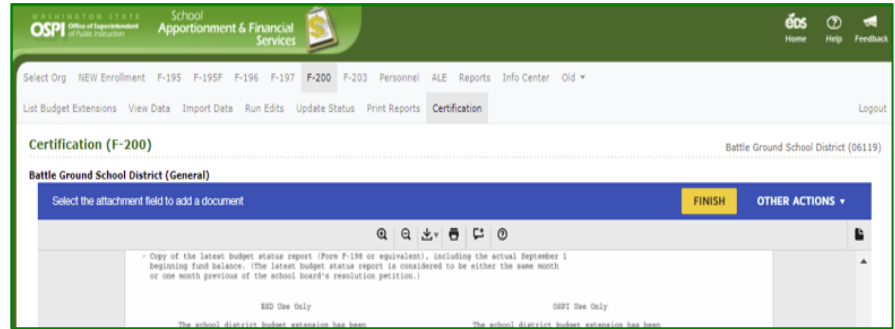 WASHINGTON STATE
OSPI Office of Superintendent of Public Instruction
School
Apportionment & Financial
Services
eds
Home Help Feedback
Select Org NEW Enrollment F-195 F-195F F-196 F-197 F-200 F-203 Personnel ALE Reports Info Center Old
List Budget Extensions View Data Import Data Run Edits Update Status Print Reports Certification Logout
Certification (F-200) Battle Ground School District (06119)
Battle Ground School District (General)
Select the attachment field to add a document FINISH OTHER ACTIONS
- Copy of the latest budget status report (Form F-198 or equivalent), including the actual September 1
beginning fund balance. (The latest budget status report is considered to be either the same month
or one month previous of the school board's resolution petition.)
ESD Use Only OSPI Use Only
The school district budget extension has been The school district budget extension has been